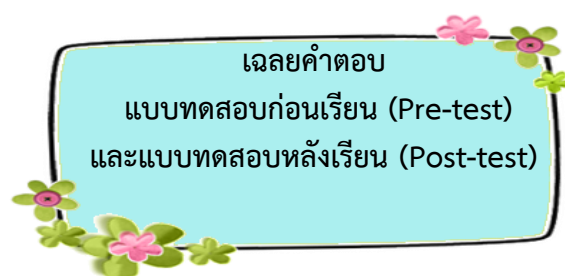 เฉลยคำตอบ
แบบทดสอบก่อนเรียน (Pre-test)
และแบบทดสอบหลังเรียน (Post-test)